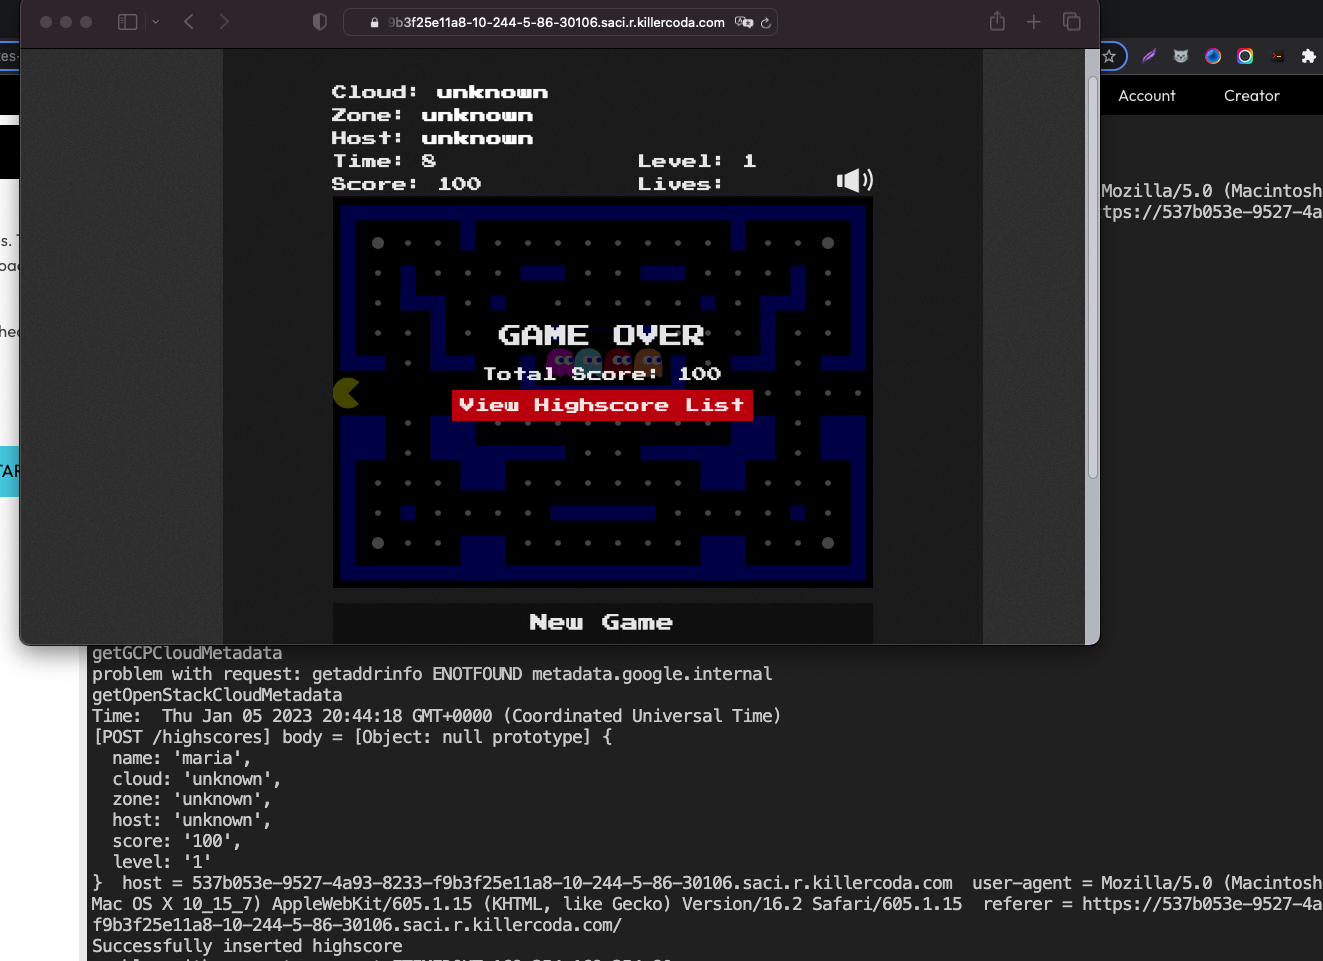 9b3f25e11a8-10-244-5-86-30106.saci.r.killercoda.com
Account
Creator
Cloud: unknown
Zone: unknown
Host: unknown
Time: 8
Level: 1
Score: 100
Lives:
Mozilla/5.0 (Macintosh
tps://537b053e-9527-4a
GAME OVER
Total Score: 100
View Highscore List
New Game
getGCPCloudMetadata
problem with request: getaddrinfo ENOTFOUND metadata.google.internal
getOpenStackCloudMetadata
Time:  Thu Jan 05 2023 20:44:18 GMT+0000 (Coordinated Universal Time)
[POST /highscores] body = [Object: null prototype] {
name: 'maria',
cloud: 'unknown',
zone: 'unknown',
host: 'unknown',
score: '100',
level: '1'
}  host = 537b053e-9527-4a93-8233-f9b3f25e11a8-10-244-5-86-30106.saci.r.killercoda.com  user-agent = Mozilla/5.0 (Macintosh
Mac OS X 10_15_7) AppleWebKit/605.1.15 (KHTML, like Gecko) Version/16.2 Safari/605.1.15  referer = https://537b053e-9527-4a
f9b3f25e11a8-10-244-5-86-30106.saci.r.killercoda.com/
Successfully inserted highscore